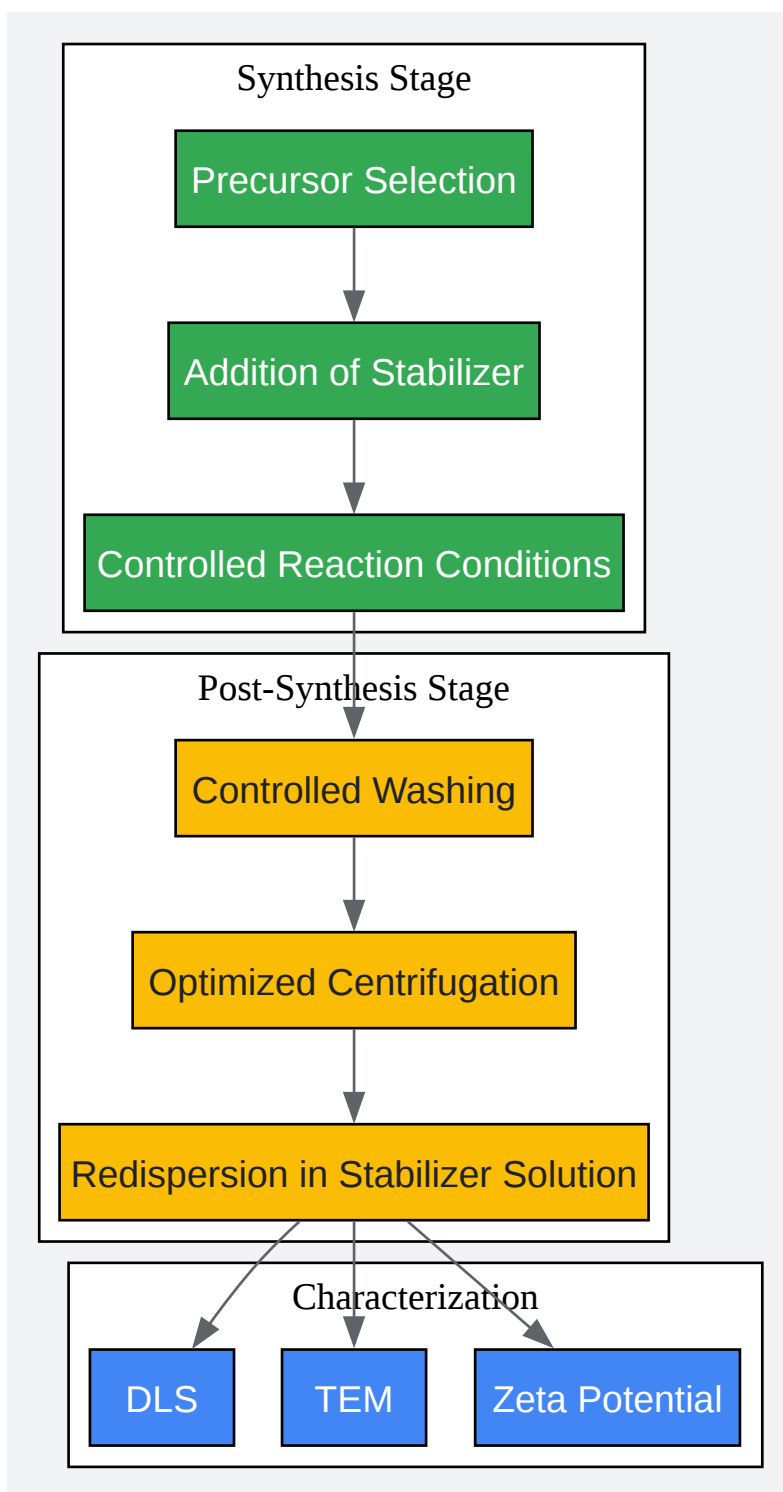 Synthesis Stage
Precursor Selection
Addition of Stabilizer
Controlled Reaction Conditions
Post-Synthesis Stage
Controlled Washing
Optimized Centrifugation
Redispersion in Stabilizer Solution
Characterization
DLS
TEM
Zeta Potential